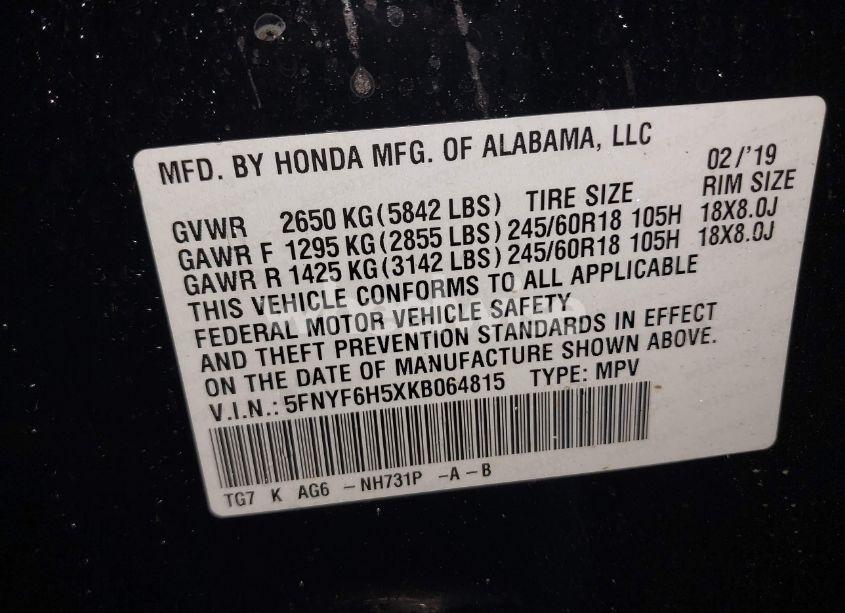 MFD. BY HONDA MFG. OF ALABAMA, LLC 02/'19
GVWR 2650 KG(5842 LBS) TIRE SIZE RIM SIZE
GAWR F 1295 KG(2855 LBS) 245/60R18 105H 18X8.0J
GAWR R 1425 KG(3142 LBS) 245/60R18 105H 18X8.0J
THIS VEHICLE CONFORMS TO ALL APPLICABLE
FEDERAL MOTOR VEHICLE SAFETY
AND THEFT PREVENTION STANDARDS IN EFFECT
ON THE DATE OF MANUFACTURE SHOWN ABOVE.
V.I.N.: 5FNYF6H5XKB064815 TYPE: MPV
TG7 K AG6 -NH731P -A-B